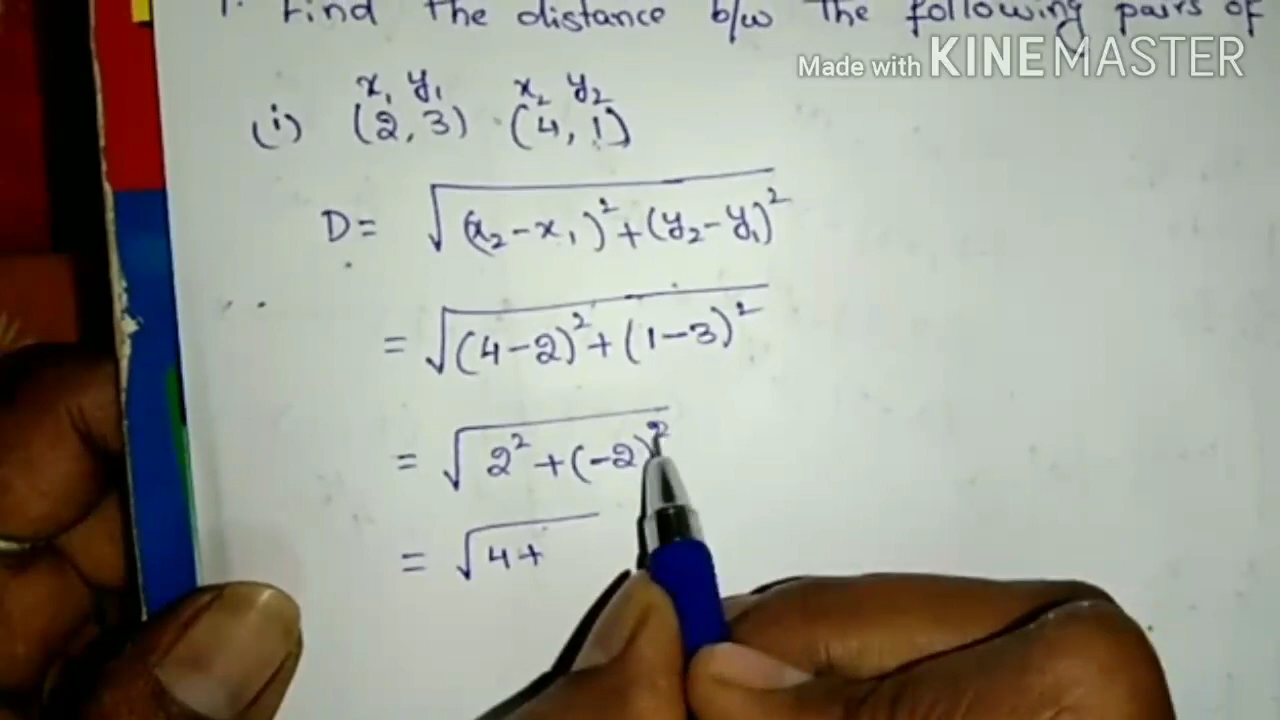 1. Find the distance b/w the following pairs of
Made with KINEMASTER
x₁ y₁ x₂ y₂
(i) (2, 3) (4, 1)
D = √((x₂-x₁)²+(y₂-y₁)²)
= √((4-2)²+(1-3)²)
= √(2²+(-2)²)
= √(4+